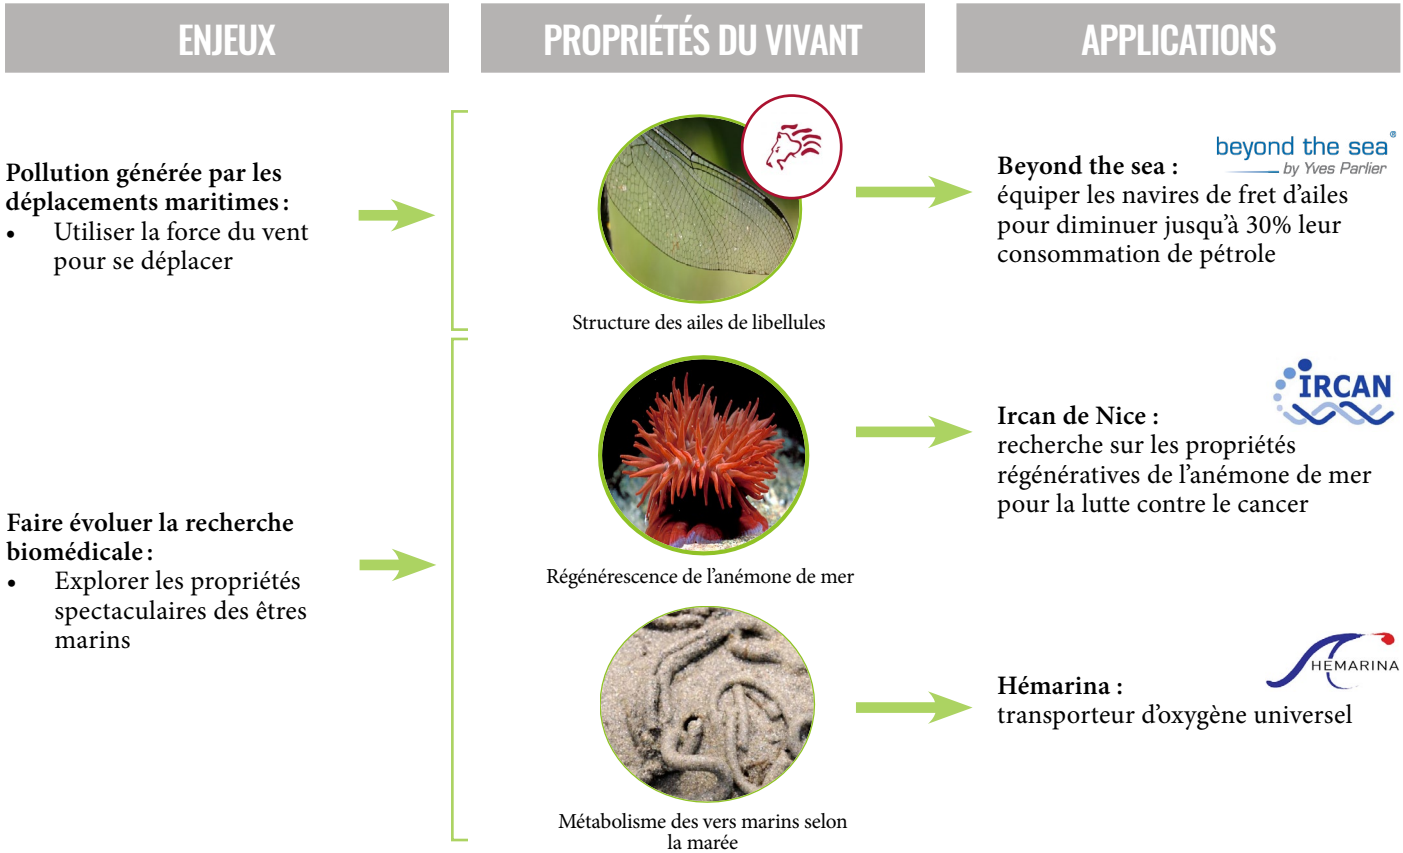 ENJEUX
PROPRIÉTÉS DU VIVANT
APPLICATIONS
Pollution générée par les
déplacements maritimes :
• Utiliser la force du vent
pour se déplacer
Structure des ailes de libellules
beyond the sea®
by Yves Parlier
Beyond the sea :
équiper les navires de fret d’ailes
pour diminuer jusqu’à 30% leur
consommation de pétrole
Faire évoluer la recherche
biomédicale :
• Explorer les propriétés
spectaculaires des êtres
marins
Régénérescence de l’anémone de mer
IRCAN
Ircan de Nice :
recherche sur les propriétés
régénératives de l’anémone de mer
pour la lutte contre le cancer
Métabolisme des vers marins selon
la marée
HEMARINA
Hémarina :
transporteur d’oxygène universel